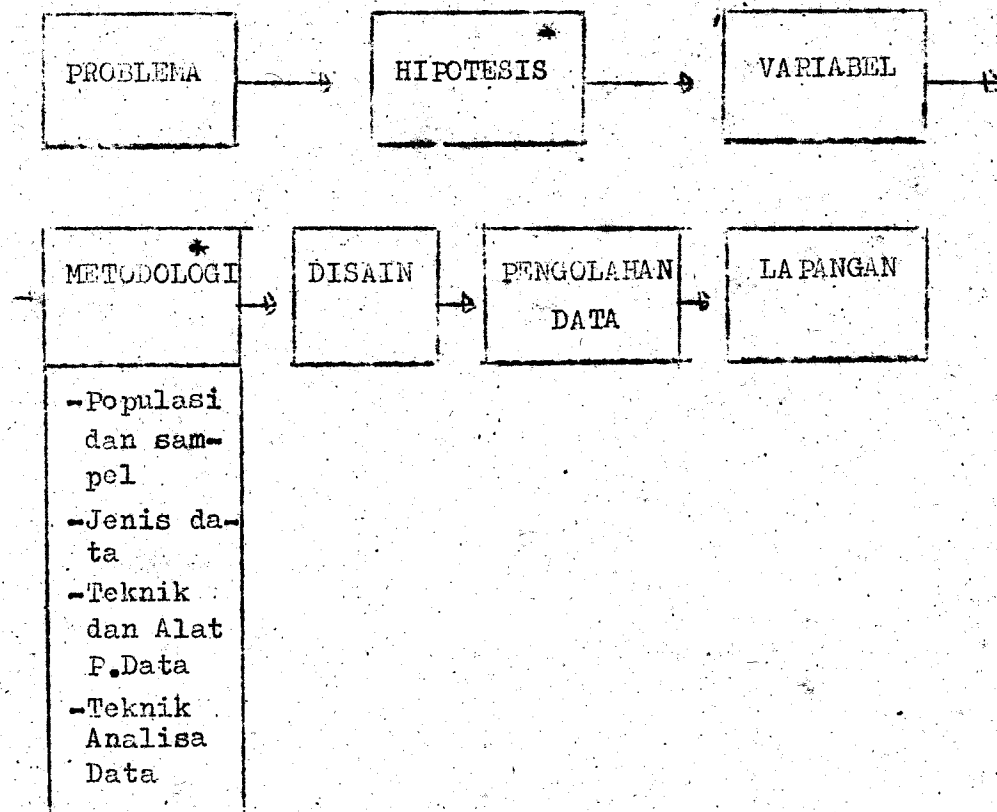 PROBLEMA
HIPOTESIS *
VARIABEL
METODOLOGI *
-Populasi
dan sam-
pel
-Jenis da-
ta
-Teknik
dan Alat
P.Data
-Teknik
Analisa
Data
DISAIN
PENGOLAHAN
DATA
LAPANGAN